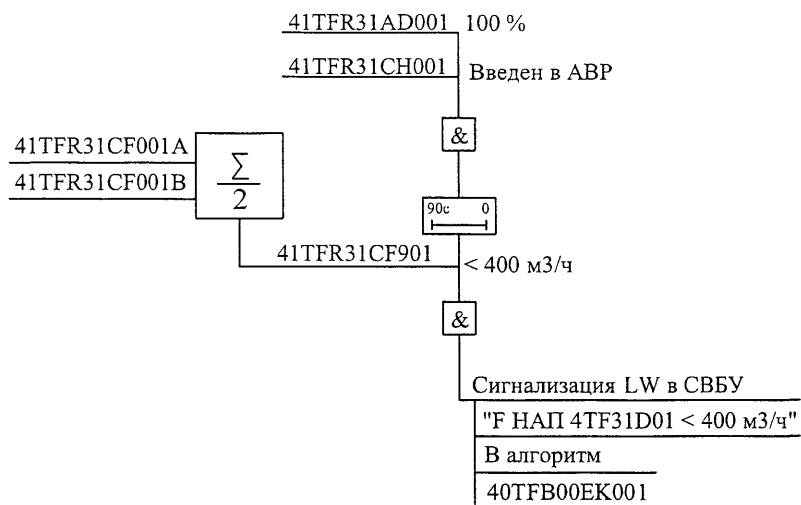 41TFR31AD001 100 %
41TFR31CH001 Введен в АВР
&
41TFR31CF001A
41TFR31CF001B
Σ
2
90с 0
41TFR31CF901 < 400 м3/ч
&
Сигнализация LW в СВБУ
"F НАП 4TF31D01 < 400 м3/ч"
В алгоритм
40TFB00EK001